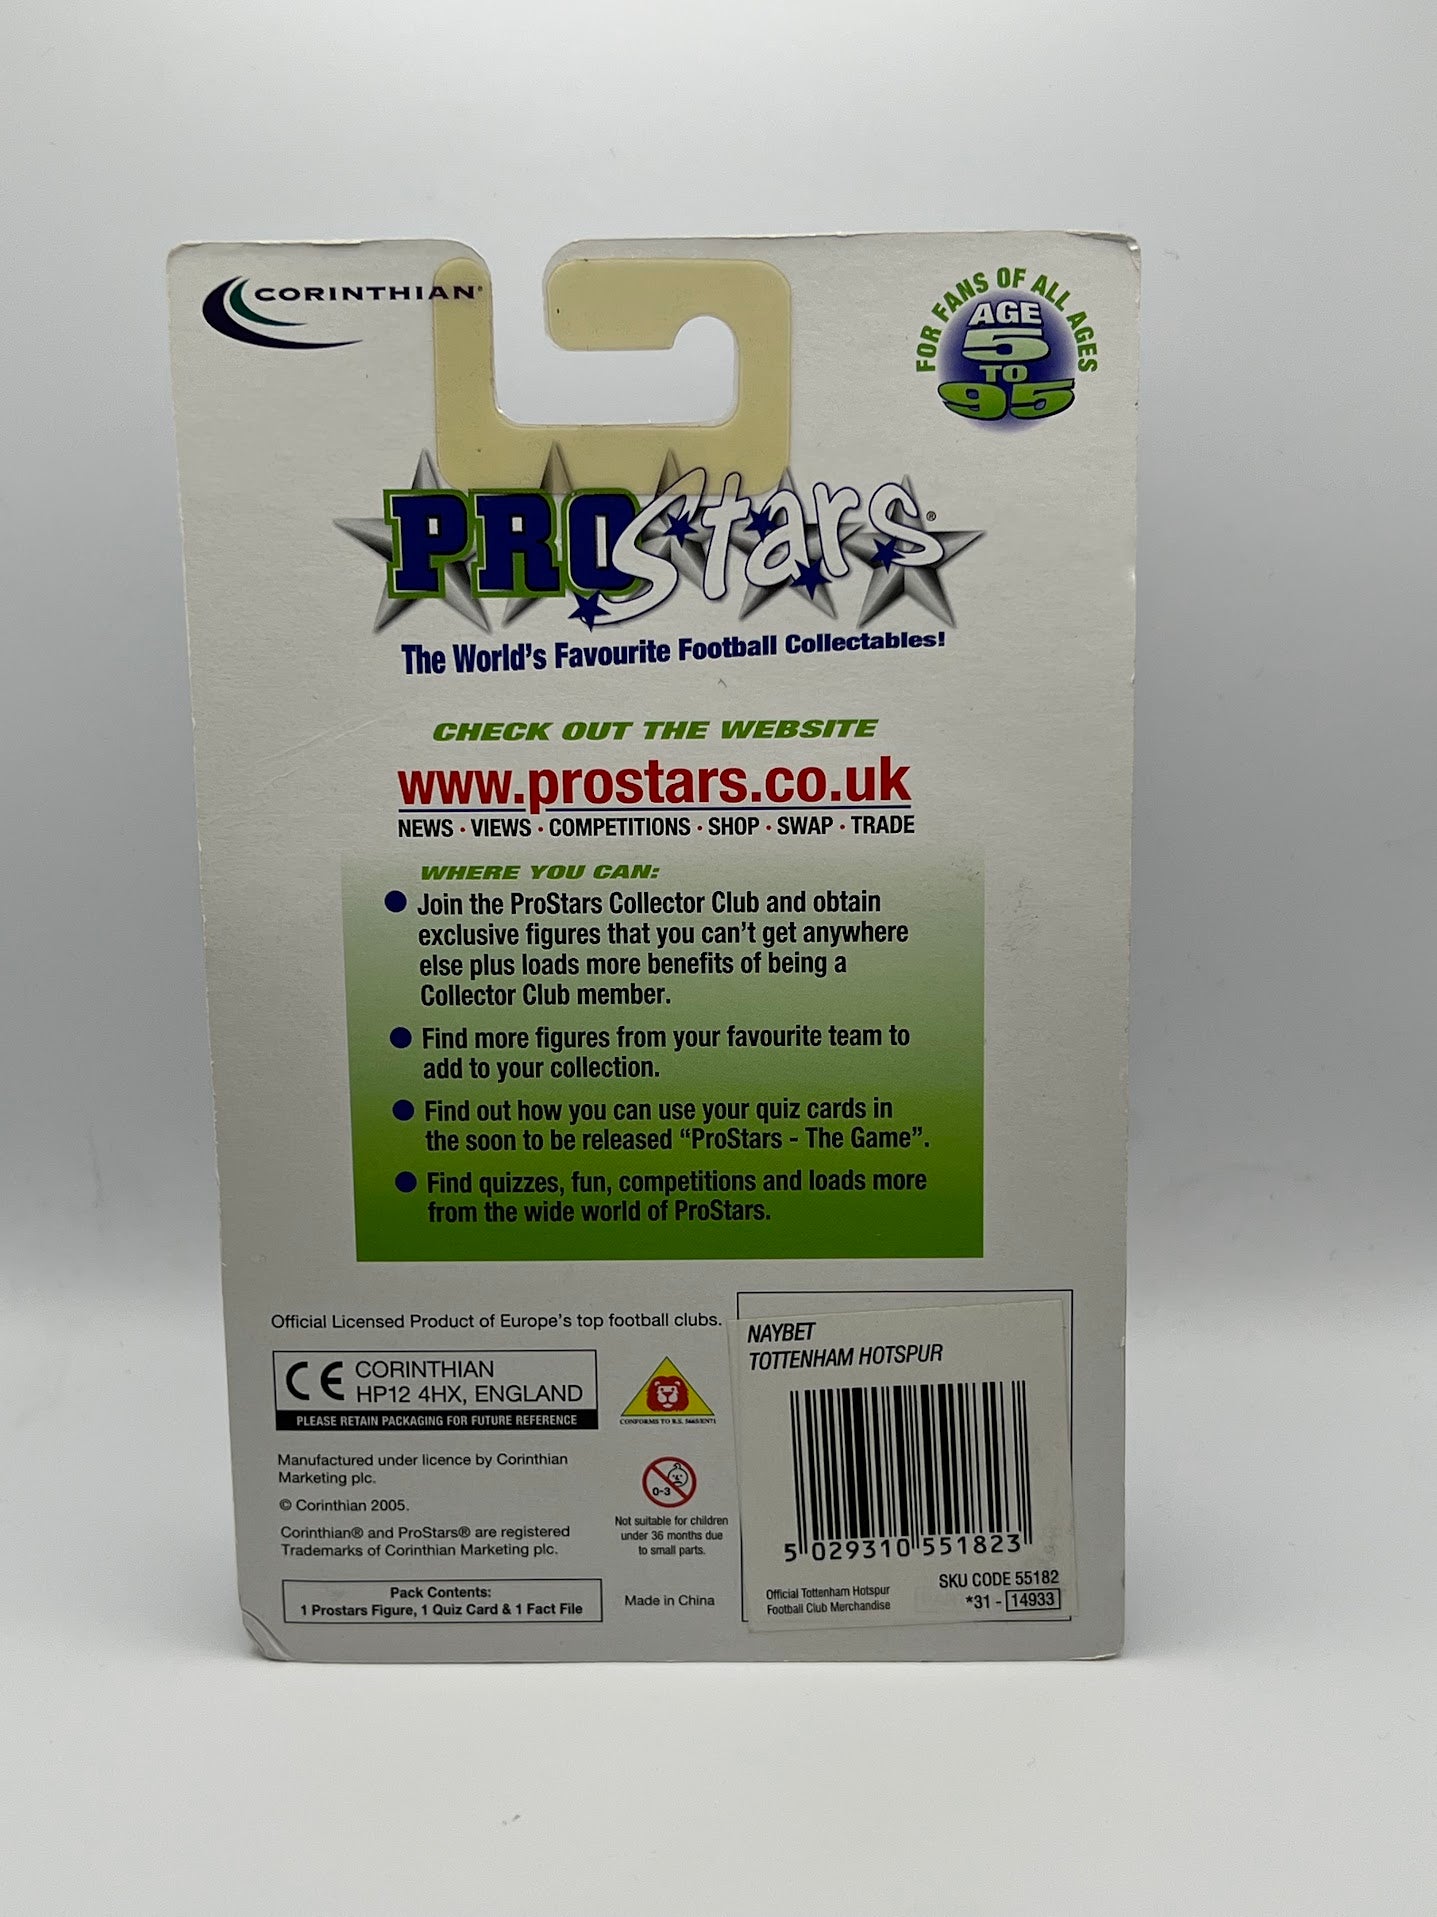 CORINTHIAN®
FOR FANS OF ALL AGES
AGE
5
TO
95
PROStars®
The World's Favourite Football Collectables!
CHECK OUT THE WEBSITE
www.prostars.co.uk
NEWS · VIEWS · COMPETITIONS · SHOP · SWAP · TRADE
WHERE YOU CAN:
● Join the ProStars Collector Club and obtain
exclusive figures that you can't get anywhere
else plus loads more benefits of being a
Collector Club member.
● Find more figures from your favourite team to
add to your collection.
● Find out how you can use your quiz cards in
the soon to be released “ProStars - The Game”.
● Find quizzes, fun, competitions and loads more
from the wide world of ProStars.
Official Licensed Product of Europe's top football clubs.
CE CORINTHIAN
HP12 4HX, ENGLAND
PLEASE RETAIN PACKAGING FOR FUTURE REFERENCE
Manufactured under licence by Corinthian
Marketing plc.
© Corinthian 2005.
Corinthian® and ProStars® are registered
Trademarks of Corinthian Marketing plc.
Pack Contents:
1 Prostars Figure, 1 Quiz Card & 1 Fact File
CONFORMS TO B.S. 5665/EN71
0-3
Not suitable for children
under 36 months due
to small parts.
Made in China
NAYBET
TOTTENHAM HOTSPUR
5 029310 551823
Official Tottenham Hotspur
Football Club Merchandise
SKU CODE 55182
*31 - 14933